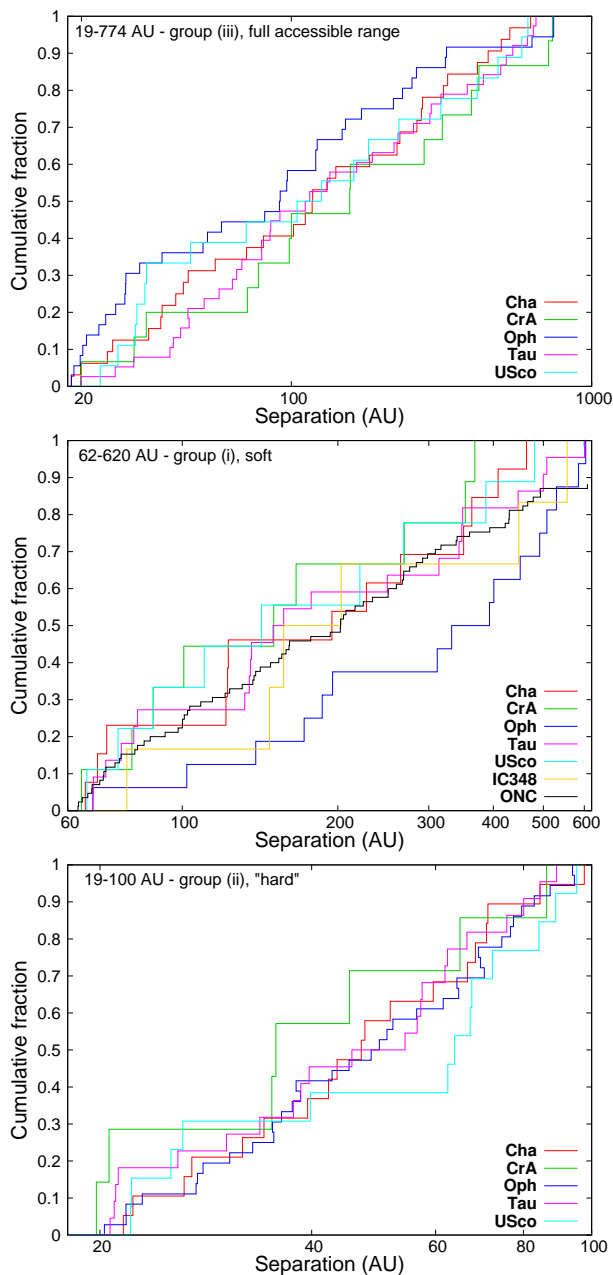 19-774 AU - group (iii), full accessible range
1
0.9
0.8
0.7
0.6
0.5
0.4
0.3
0.2
0.1
0
Cumulative fraction
Cha
CrA
Oph
Tau
USco
20 100 1000
Separation (AU)
62-620 AU - group (i), soft
1
0.9
0.8
0.7
0.6
0.5
0.4
0.3
0.2
0.1
0
Cumulative fraction
Cha
CrA
Oph
Tau
USco
IC348
ONC
60 100 200 300 400 500 600
Separation (AU)
19-100 AU - group (ii), "hard"
1
0.9
0.8
0.7
0.6
0.5
0.4
0.3
0.2
0.1
0
Cumulative fraction
Cha
CrA
Oph
Tau
USco
20 40 60 80 100
Separation (AU)